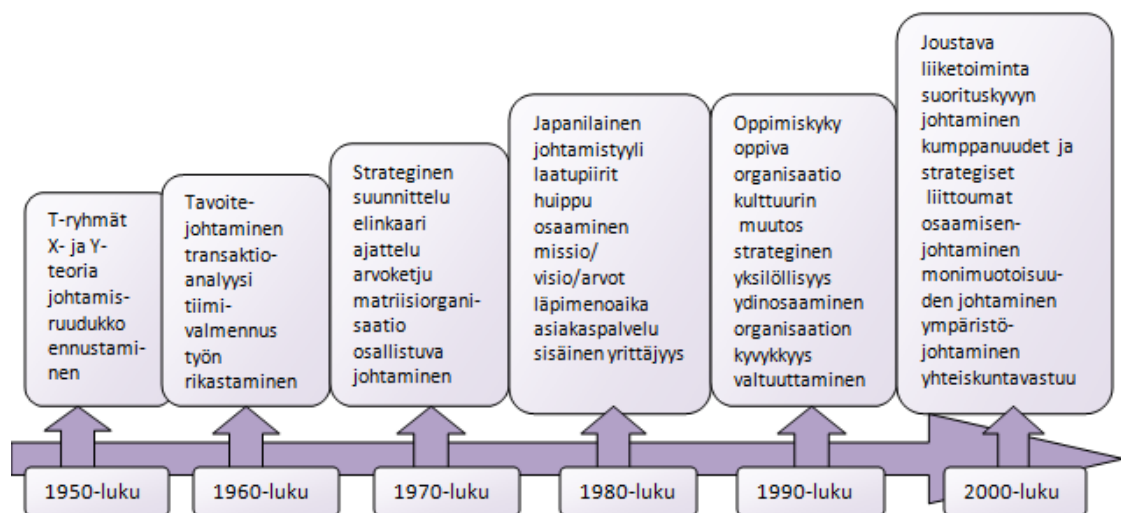 T-ryhmät
X- ja Y-
teoria
johtamis-
ruudukko
ennustami-
nen
Tavoite-
johtaminen
transaktio-
analyysi
tiimi-
valmennus
työn
rikastaminen
Strateginen
suunnittelu
elinkaari
ajattelu
arvoketju
matriisiorgani-
saatio
osallistuva
johtaminen
Japanilainen
johtamistyyli
laatupiirit
huippu
osaaminen
missio/
visio/arvot
läpimenoaika
asiakaspalvelu
sisäinen yrittäjyys
Oppimiskyky
oppiva
organisaatio
kulttuurin
muutos
strateginen
yksilöllisyys
ydinosaaminen
organisaation
kyvykkyys
valtuuttaminen
Joustava
liiketoiminta
suorituskyvyn
johtaminen
kumppanuudet ja
strategiset
liittoumat
osaamisen-
johtaminen
monimuotoisuu-
den johtaminen
ympäristö-
johtaminen
yhteiskuntavastuu
1950-luku
1960-luku
1970-luku
1980-luku
1990-luku
2000-luku